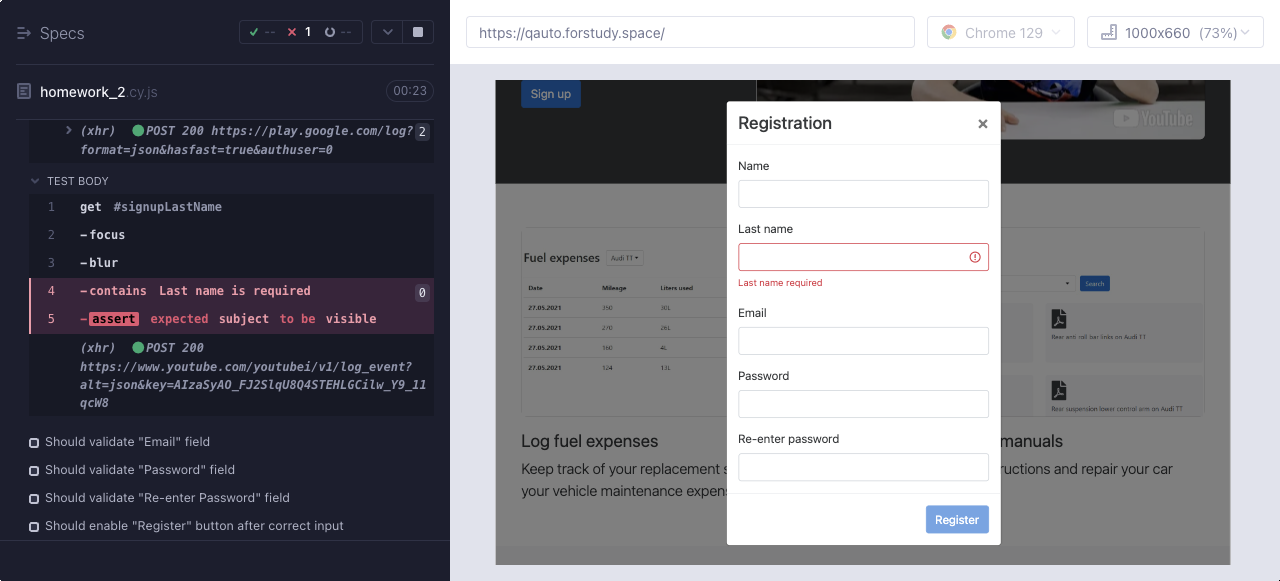 Specs
-- 1 --
homework_2.cy.js
00:23
(xhr) POST 200 https://play.google.com/log? 2
format=json&hasfast=true&authuser=0
TEST BODY
1 get #signupLastName
2 -focus
3 -blur
4 -contains Last name is required 0
5 -assert expected subject to be visible
(xhr) POST 200
https://www.youtube.com/youtubei/v1/log_event?
alt=json&key=AIzaSyAO_FJ2SlqU8Q4STEHLGCilw_Y9_11
qcW8
Should validate "Email" field
Should validate "Password" field
Should validate "Re-enter Password" field
Should enable "Register" button after correct input
https://qauto.forstudy.space/
Chrome 129
1000x660 (73%)
Sign up
YouTube
Registration
×
Name
Last name
Last name required
Email
Password
Re-enter password
Register
Fuel expenses
Audi TT
Date Mileage Liters used
27.05.2021 350 30L
27.05.2021 270 28L
27.05.2021 160 4L
27.05.2021 124 13L
Search
Rear anti roll bar links on Audi TT
Rear suspension lower control arm on Audi TT
Log fuel expenses
Keep track of your replacement
your vehicle maintenance
manuals
and repair your car